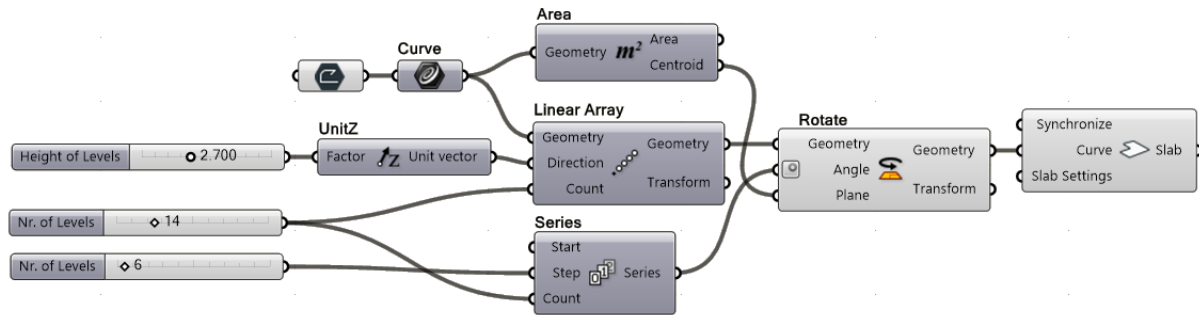 Area
Geometry m² Area
Centroid
Curve
Linear Array
Geometry Geometry
Direction
Count Transform
UnitZ
Factor Z Unit vector
Height of Levels 2.700
Nr. of Levels 14
Nr. of Levels 6
Series
Start
Step 012 Series
Count
Rotate
Geometry Geometry
Angle
Plane Transform
Synchronize
Curve Slab
Slab Settings